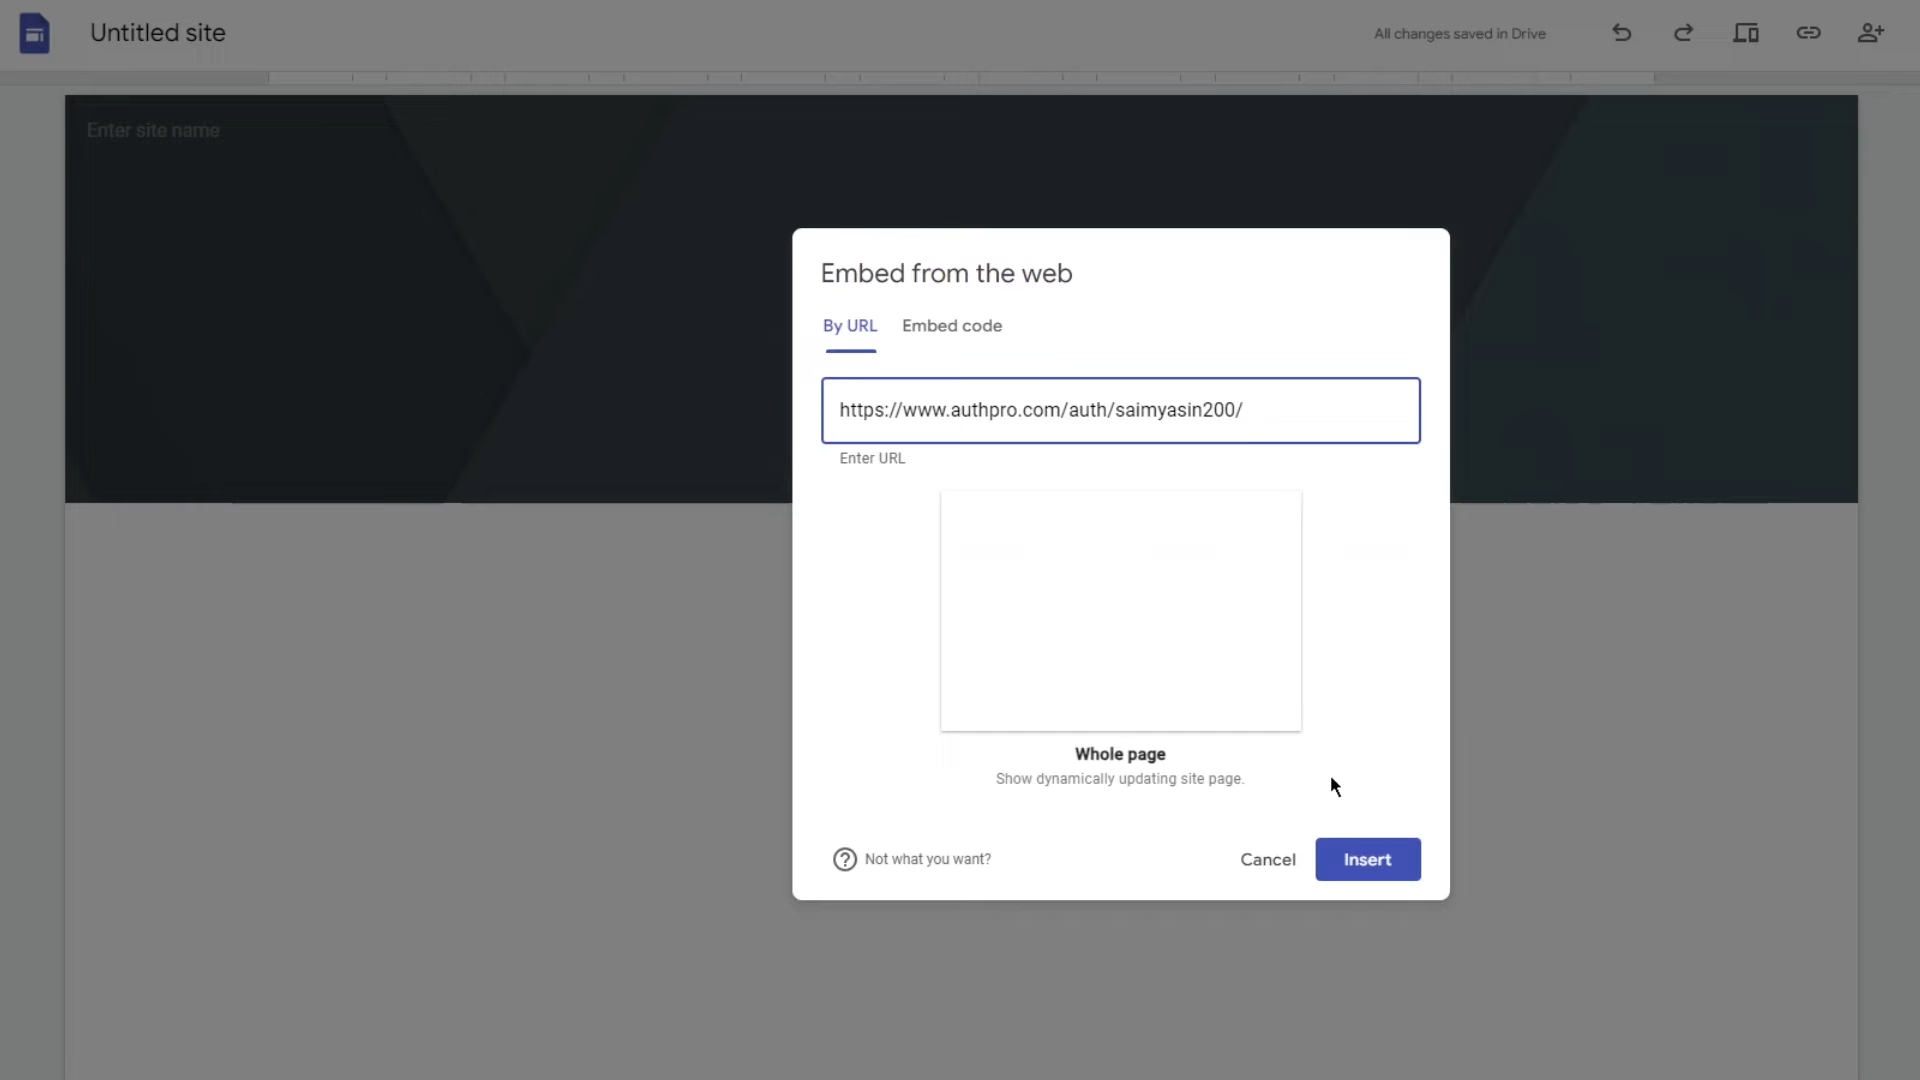 Untitled site
All changes saved in Drive
Enter site name
Embed from the web
By URL
Embed code
https://www.authpro.com/auth/saimyasin200/
Enter URL
Whole page
Show dynamically updating site page.
Not what you want?
Cancel
Insert